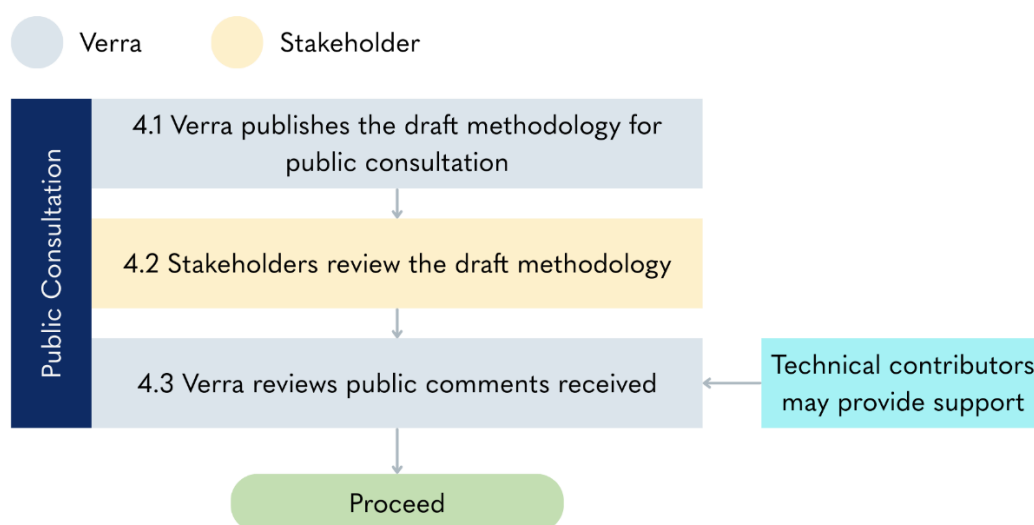 Verra
Stakeholder
Public Consultation
4.1 Verra publishes the draft methodology for
public consultation
4.2 Stakeholders review the draft methodology
4.3 Verra reviews public comments received
Technical contributors
may provide support
Proceed